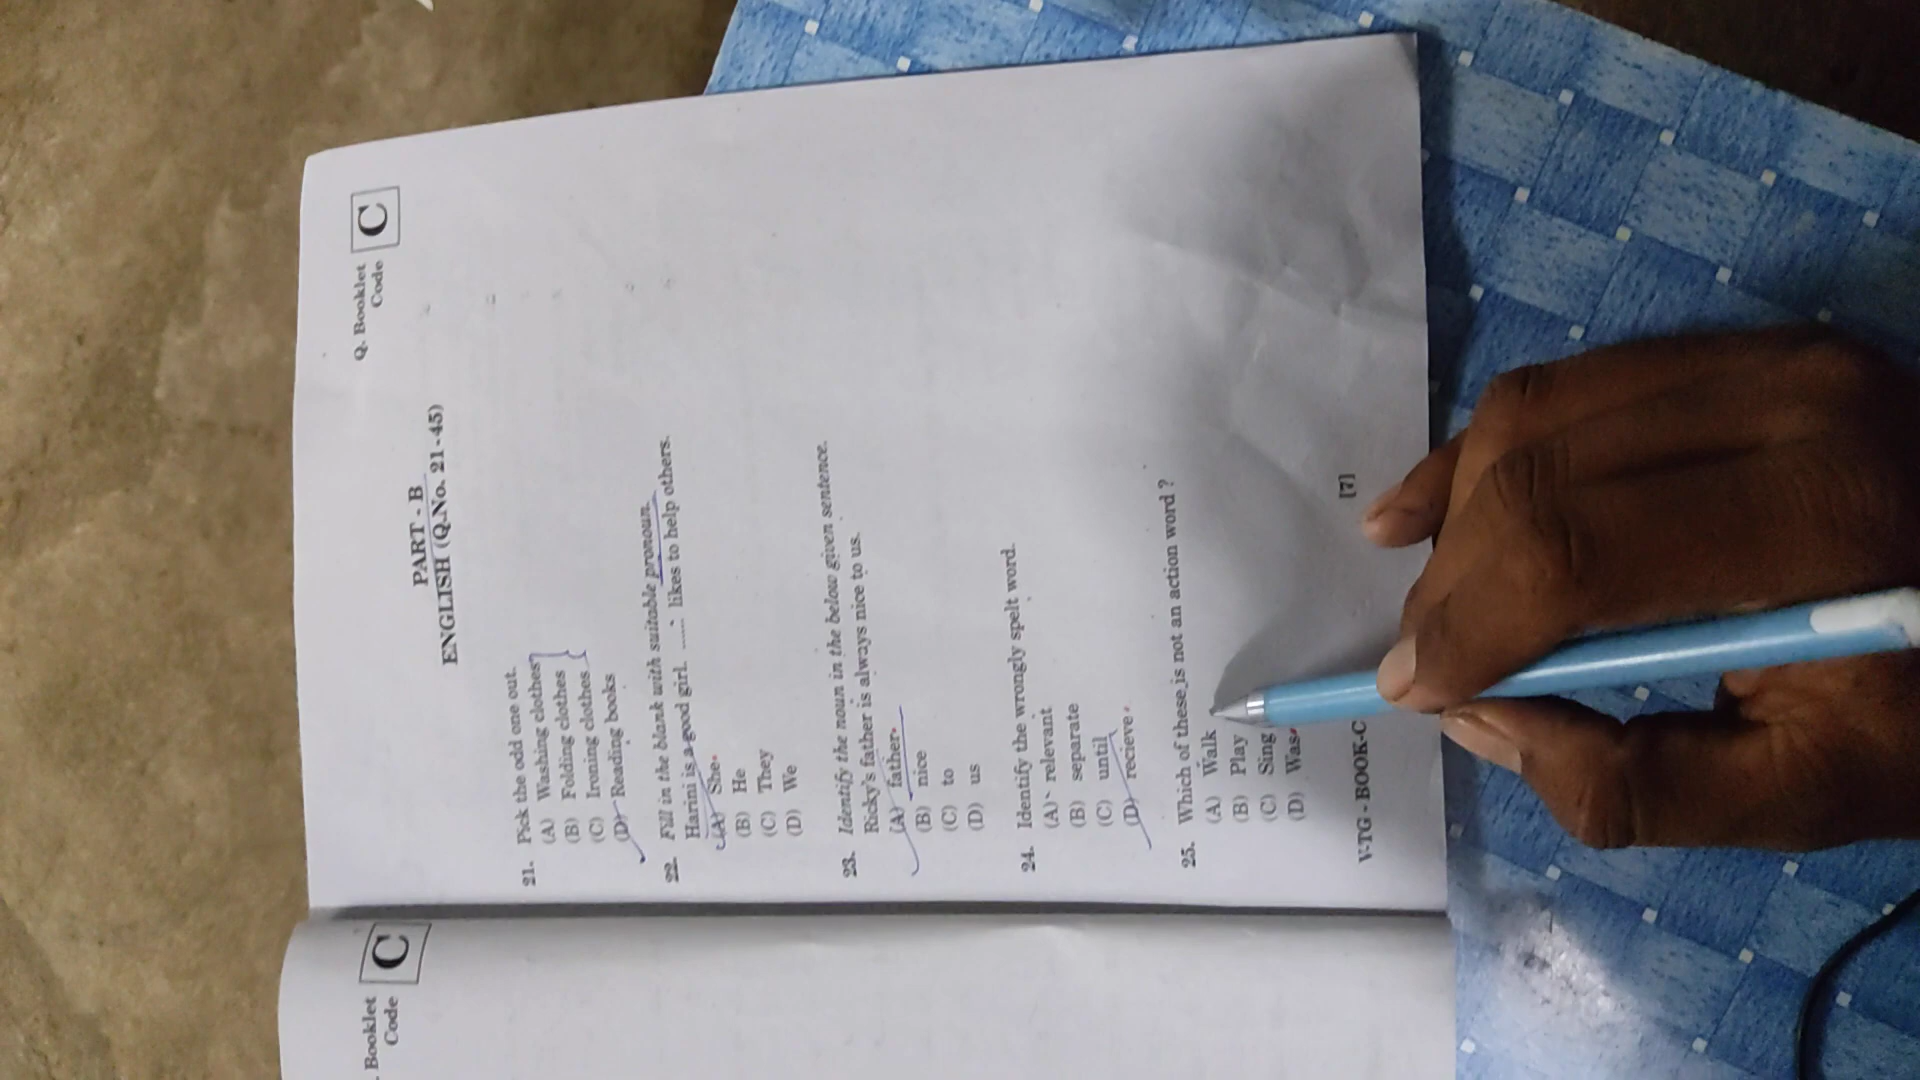 Q. Booklet Code C
PART - B
ENGLISH (Q.No. 21 - 45)
21. Pick the odd one out.
(A) Washing clothes
(B) Folding clothes
(C) Ironing clothes
(D) Reading books
22. Fill in the blank with suitable pronoun.
Harini is a good girl. ...... likes to help others.
(A) She
(B) He
(C) They
(D) We
23. Identify the noun in the below given sentence.
Ricky's father is always nice to us.
(A) father
(B) nice
(C) to
(D) us
24. Identify the wrongly spelt word.
(A) relevant
(B) separate
(C) until
(D) recieve
25. Which of these is not an action word ?
(A) Walk
(B) Play
(C) Sing
(D) Was
V-TG - BOOK-C
[7]
. Booklet Code C